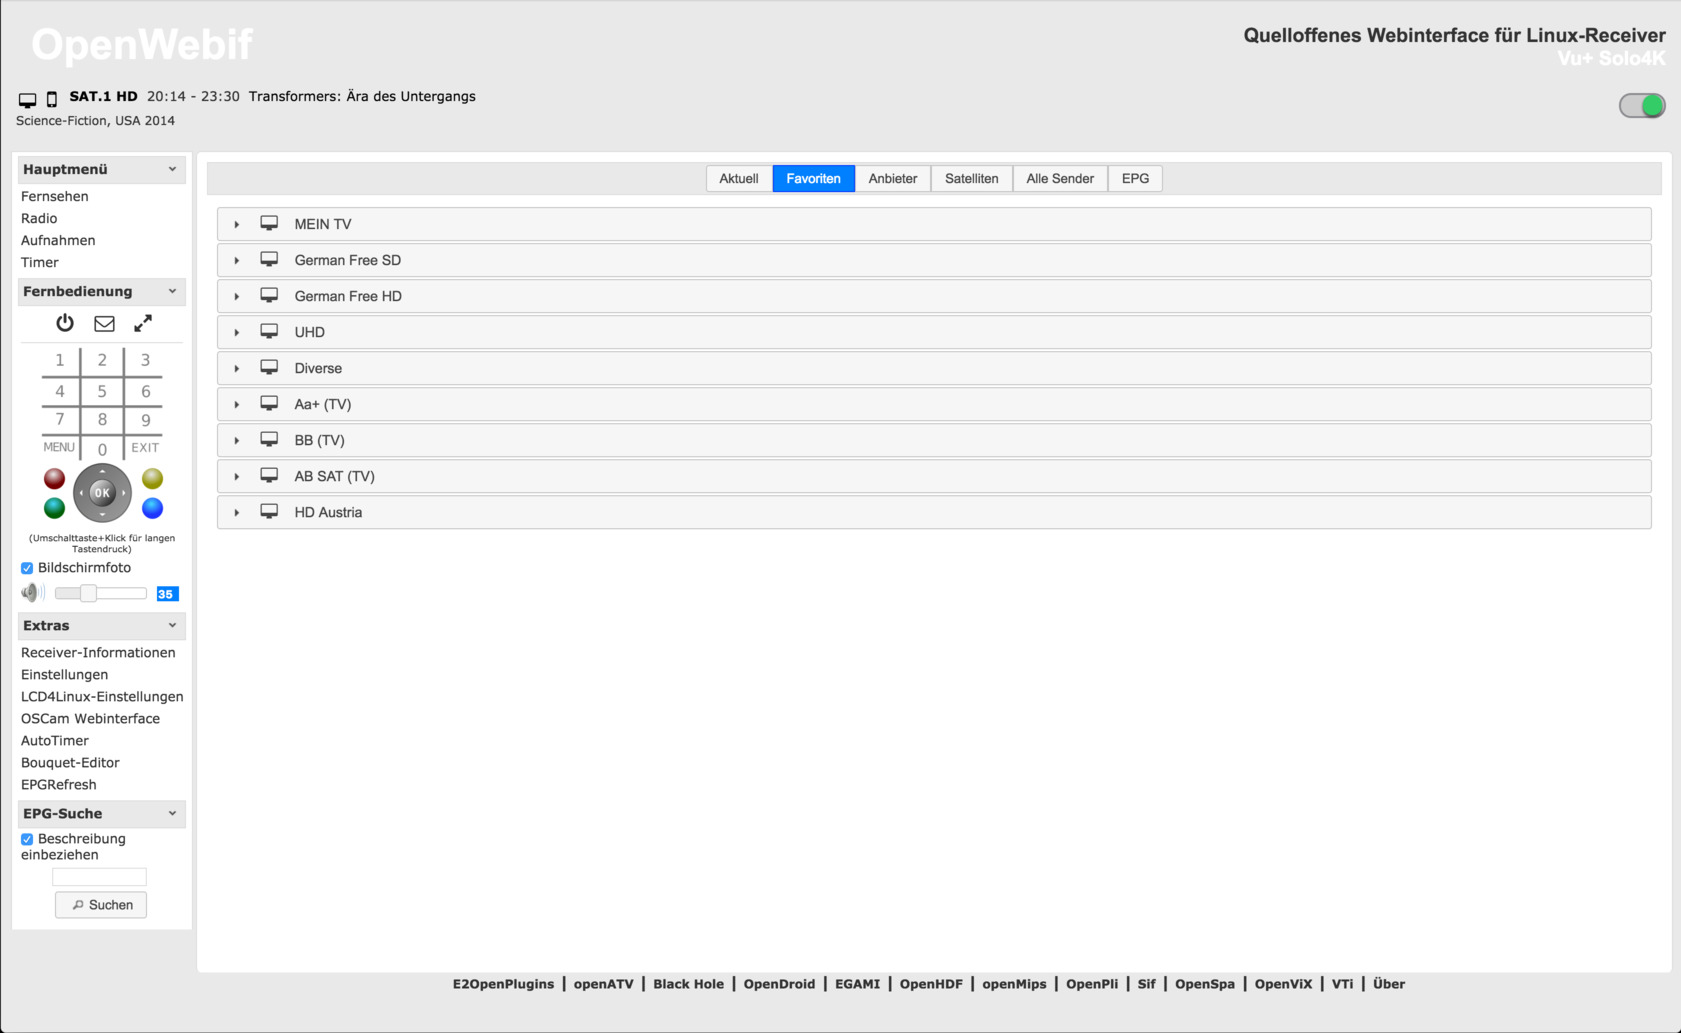 OpenWebif
Quelloffenes Webinterface für Linux-Receiver
Vu+ Solo4K
SAT.1 HD 20:14 - 23:30 Transformers: Ära des Untergangs
Science-Fiction, USA 2014
Hauptmenü
Fernsehen
Radio
Aufnahmen
Timer
Fernbedienung
1 2 3
4 5 6
7 8 9
MENU 0 EXIT
OK
(Umschalttaste+Klick für langen
Tastendruck)
Bildschirmfoto
35
Extras
Receiver-Informationen
Einstellungen
LCD4Linux-Einstellungen
OSCam Webinterface
AutoTimer
Bouquet-Editor
EPGRefresh
EPG-Suche
Beschreibung
einbeziehen
Suchen
Aktuell Favoriten Anbieter Satelliten Alle Sender EPG
MEIN TV
German Free SD
German Free HD
UHD
Diverse
Aa+ (TV)
BB (TV)
AB SAT (TV)
HD Austria
E2OpenPlugins | openATV | Black Hole | OpenDroid | EGAMI | OpenHDF | openMips | OpenPli | Sif | OpenSpa | OpenViX | VTi | Über